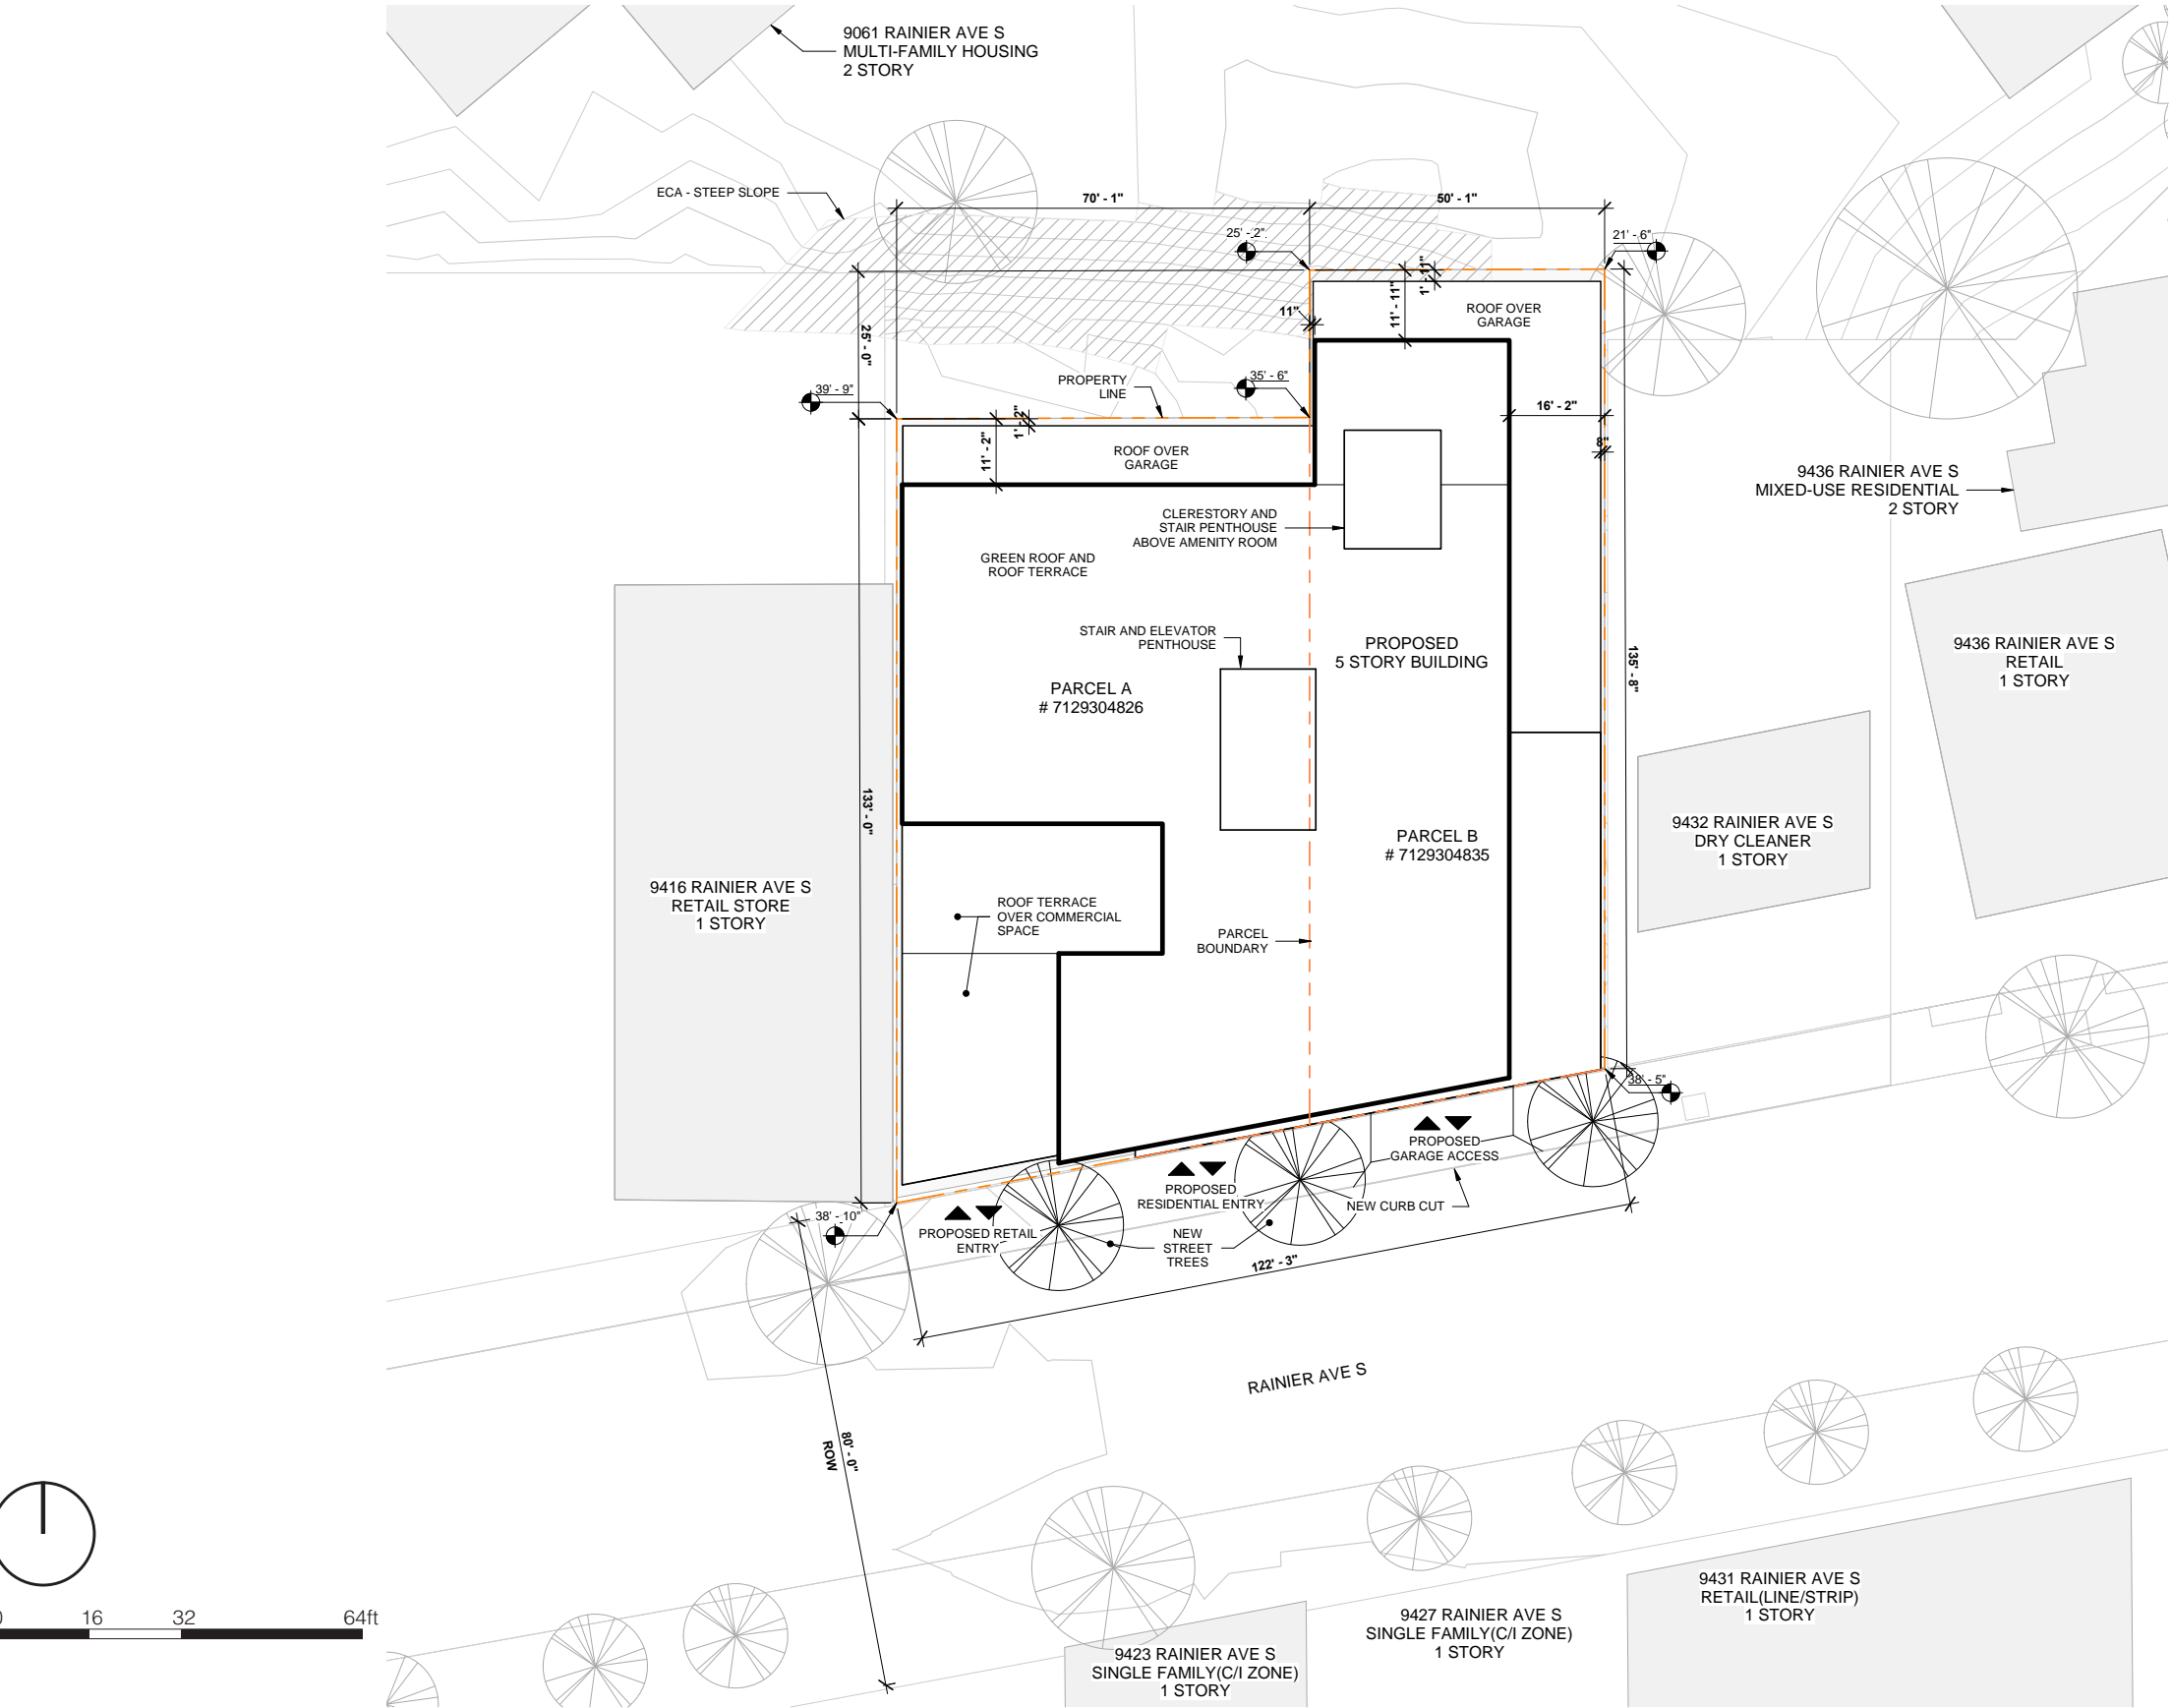 9061 RAINIER AVE S
MULTI-FAMILY HOUSING
2 STORY
ECA - STEEP SLOPE
70' - 1"
50' - 1"
25' - 2"
21' - 6"
1' - 11"
11' - 11"
11"
ROOF OVER
GARAGE
25' - 0"
39' - 9"
PROPERTY
LINE
35' - 6"
16' - 2"
1' - 2"
11' - 2"
ROOF OVER
GARAGE
8"
9436 RAINIER AVE S
MIXED-USE RESIDENTIAL
2 STORY
CLERESTORY AND
STAIR PENTHOUSE
ABOVE AMENITY ROOM
GREEN ROOF AND
ROOF TERRACE
STAIR AND ELEVATOR
PENTHOUSE
PROPOSED
5 STORY BUILDING
135' - 8"
9436 RAINIER AVE S
RETAIL
1 STORY
PARCEL A
# 7129304826
133' - 0"
PARCEL B
# 7129304835
9432 RAINIER AVE S
DRY CLEANER
1 STORY
9416 RAINIER AVE S
RETAIL STORE
1 STORY
ROOF TERRACE
OVER COMMERCIAL
SPACE
PARCEL
BOUNDARY
38' - 5"
PROPOSED
GARAGE ACCESS
PROPOSED
RESIDENTIAL ENTRY
NEW CURB CUT
38' - 10"
PROPOSED RETAIL
ENTRY
NEW
STREET
TREES
122' - 3"
RAINIER AVE S
80' - 0"
ROW
16 32 64ft
9431 RAINIER AVE S
RETAIL(LINE/STRIP)
1 STORY
9427 RAINIER AVE S
SINGLE FAMILY(C/I ZONE)
1 STORY
9423 RAINIER AVE S
SINGLE FAMILY(C/I ZONE)
1 STORY